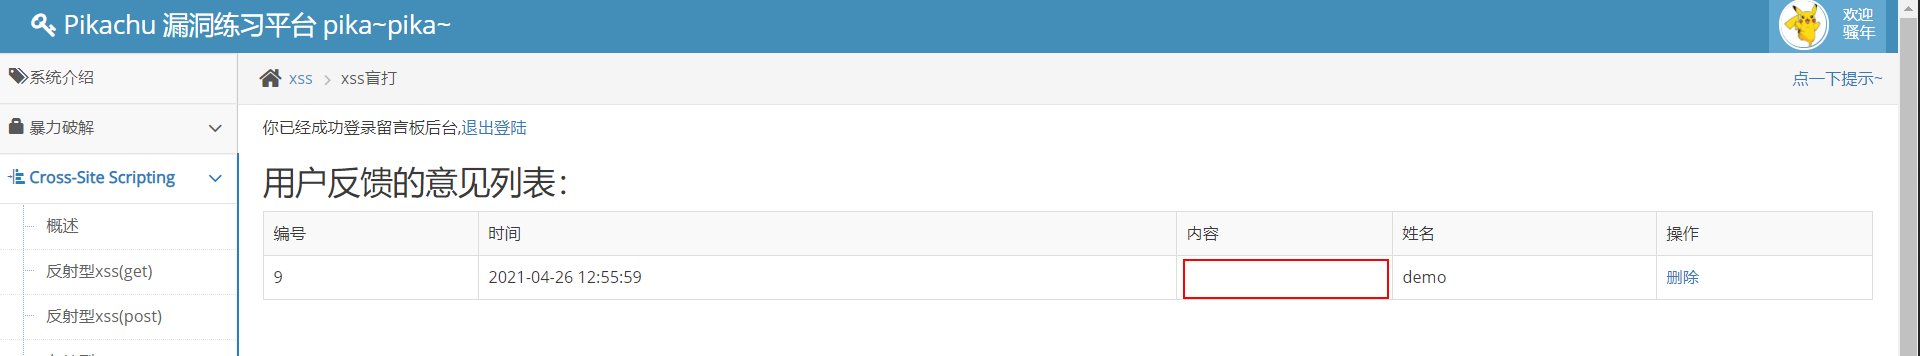 Pikachu 漏洞练习平台 pika~pika~
欢迎
骚年
系统介绍
xss
xss盲打
点一下提示~
暴力破解
你已经成功登录留言板后台,退出登陆
Cross-Site Scripting
用户反馈的意见列表：
概述
反射型xss(get)
反射型xss(post)
编号 时间 内容 姓名 操作
9 2021-04-26 12:55:59 demo 删除